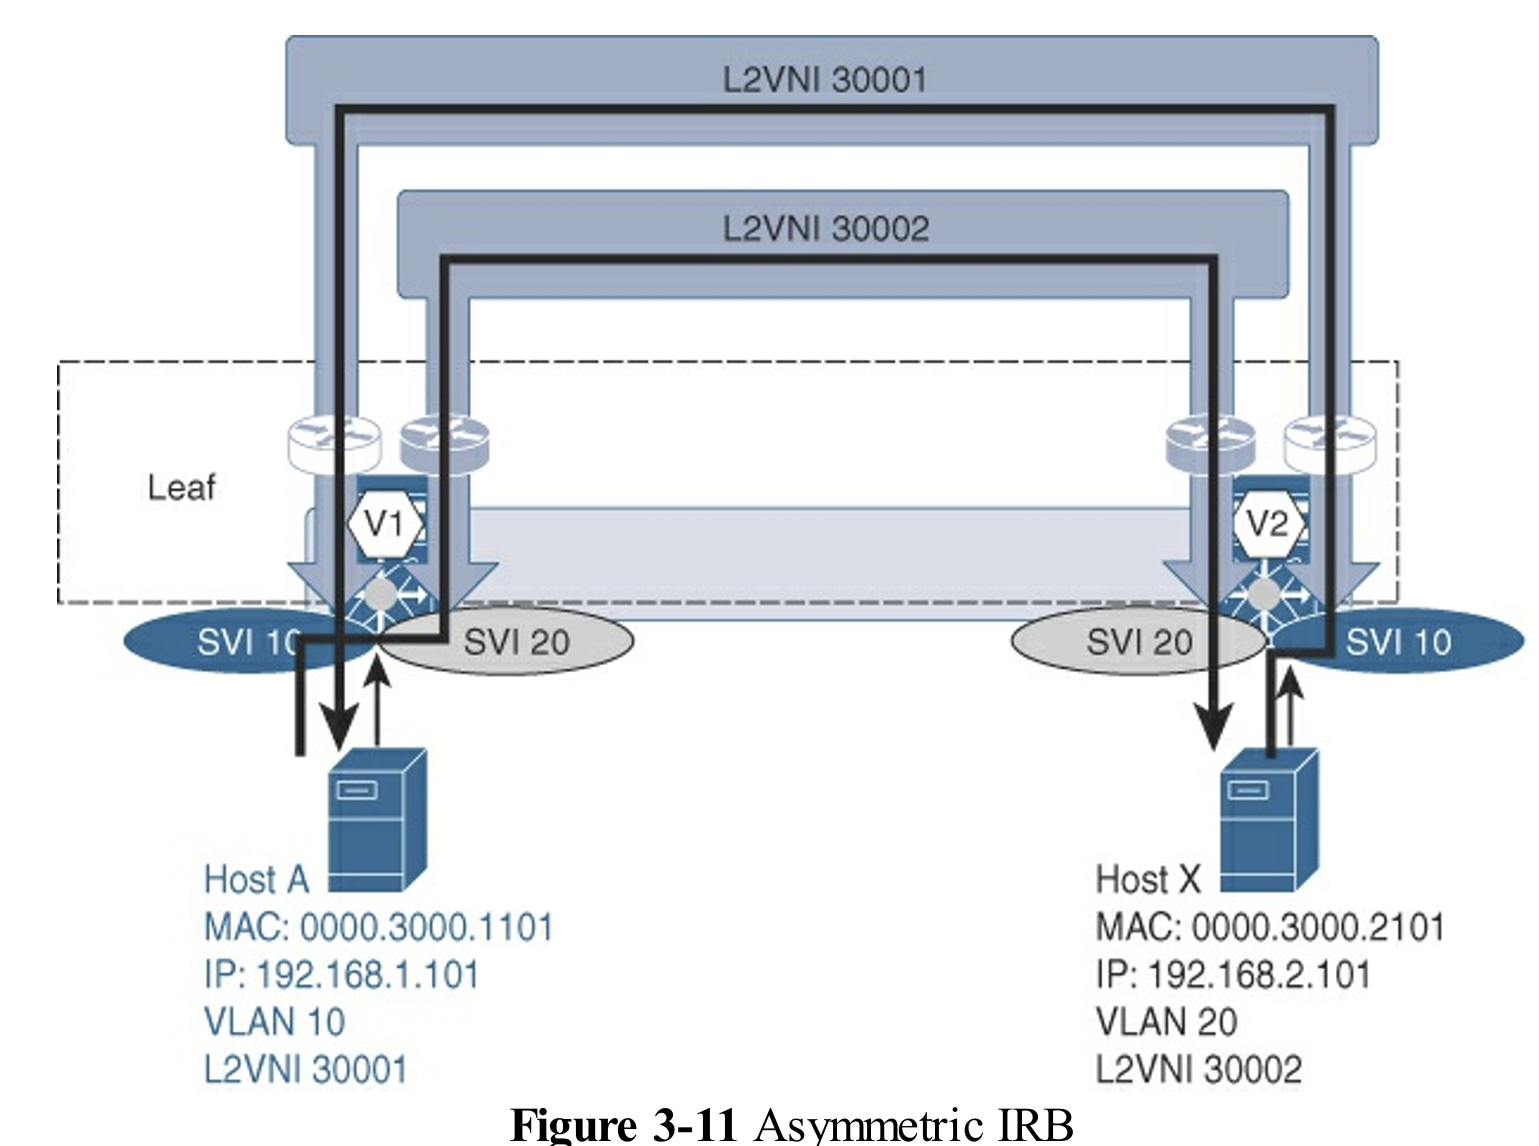 L2VNI 30001
L2VNI 30002
Leaf
V1
V2
SVI 10
SVI 20
SVI 20
SVI 10
Host A
MAC: 0000.3000.1101
IP: 192.168.1.101
VLAN 10
L2VNI 30001
Host X
MAC: 0000.3000.2101
IP: 192.168.2.101
VLAN 20
L2VNI 30002
Figure 3-11 Asymmetric IRB